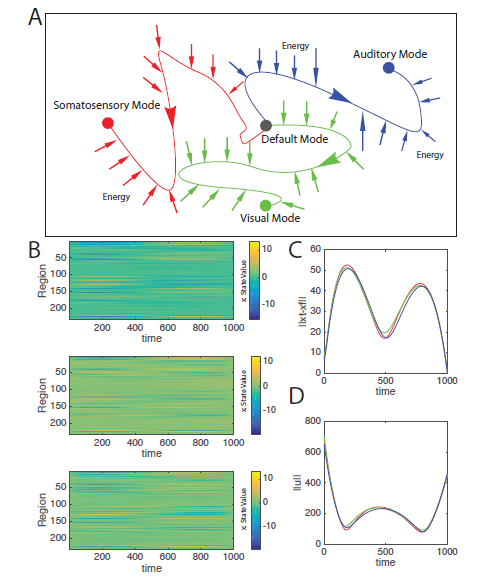 A
Energy
Auditory Mode
Somatosensory Mode
Default Mode
Energy
Energy
Visual Mode
B
Region
50
100
150
200
200 400 600 800 1000
time
10
0
-10
x: State Value
50
100
150
200
200 400 600 800 1000
time
10
0
-10
x: State Value
Region
50
100
150
200
200 400 600 800 1000
time
10
0
-10
x: State Value
C
||xt-xf||
60
50
40
30
20
10
0
0 500 1000
time
D
||u||
800
600
400
200
0
0 500 1000
time